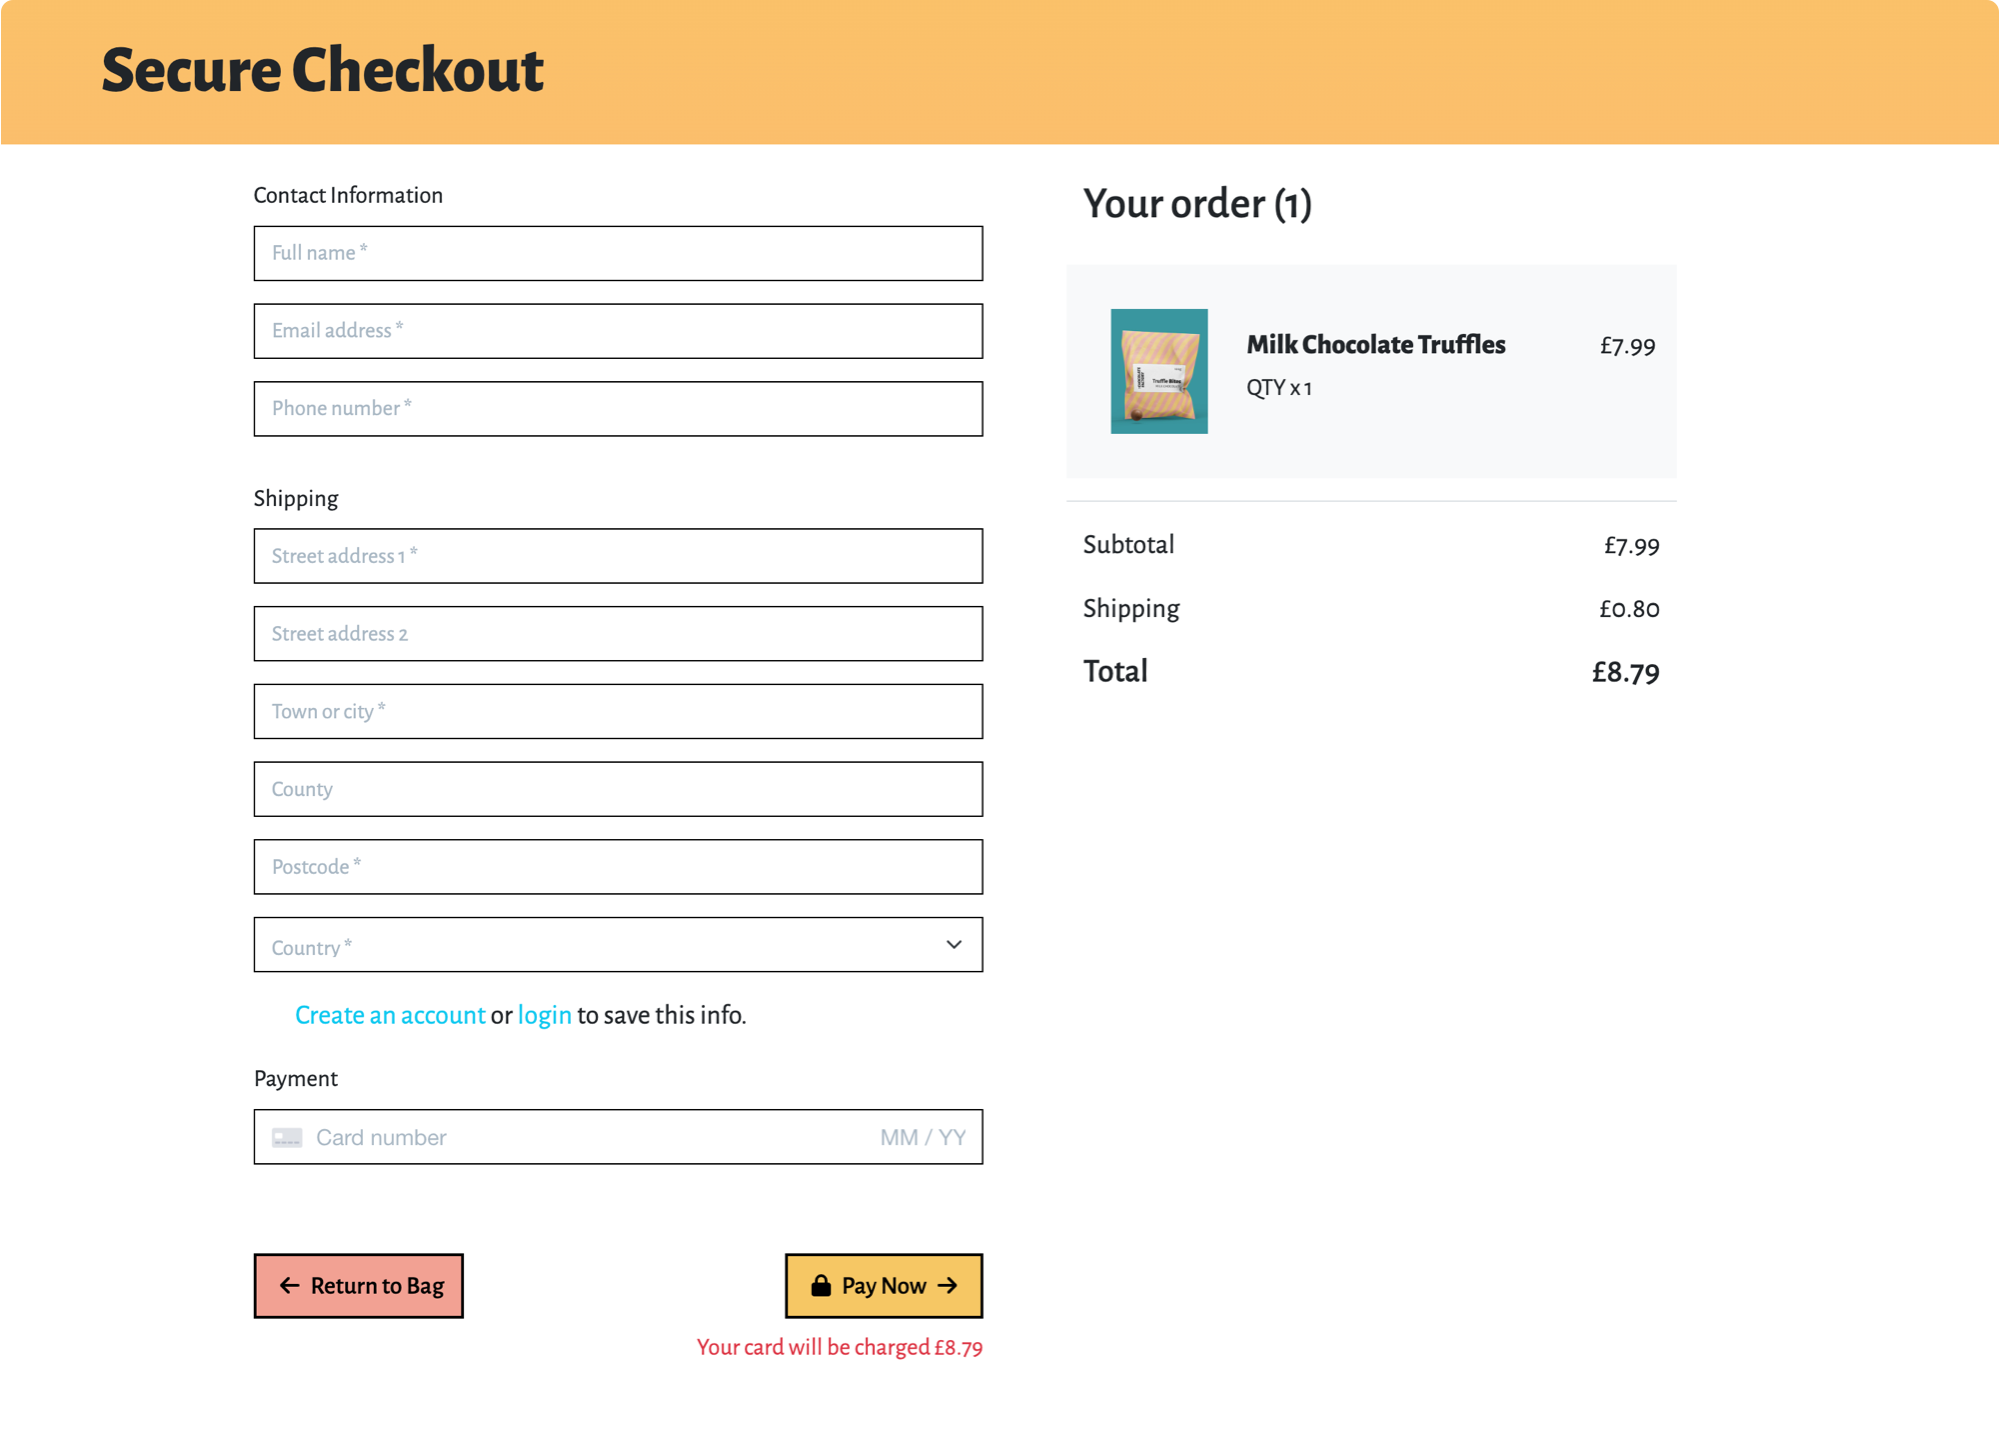 Secure Checkout
Contact Information
Full name *
Email address *
Phone number *
Shipping
Street address 1 *
Street address 2
Town or city *
County
Postcode *
Country *
Create an account or login to save this info.
Payment
Card number MM / YY
Return to Bag
Pay Now
Your card will be charged £8.79
Your order (1)
Milk Chocolate Truffles £7.99
QTY x 1
Truffle Bites
Subtotal £7.99
Shipping £0.80
Total £8.79